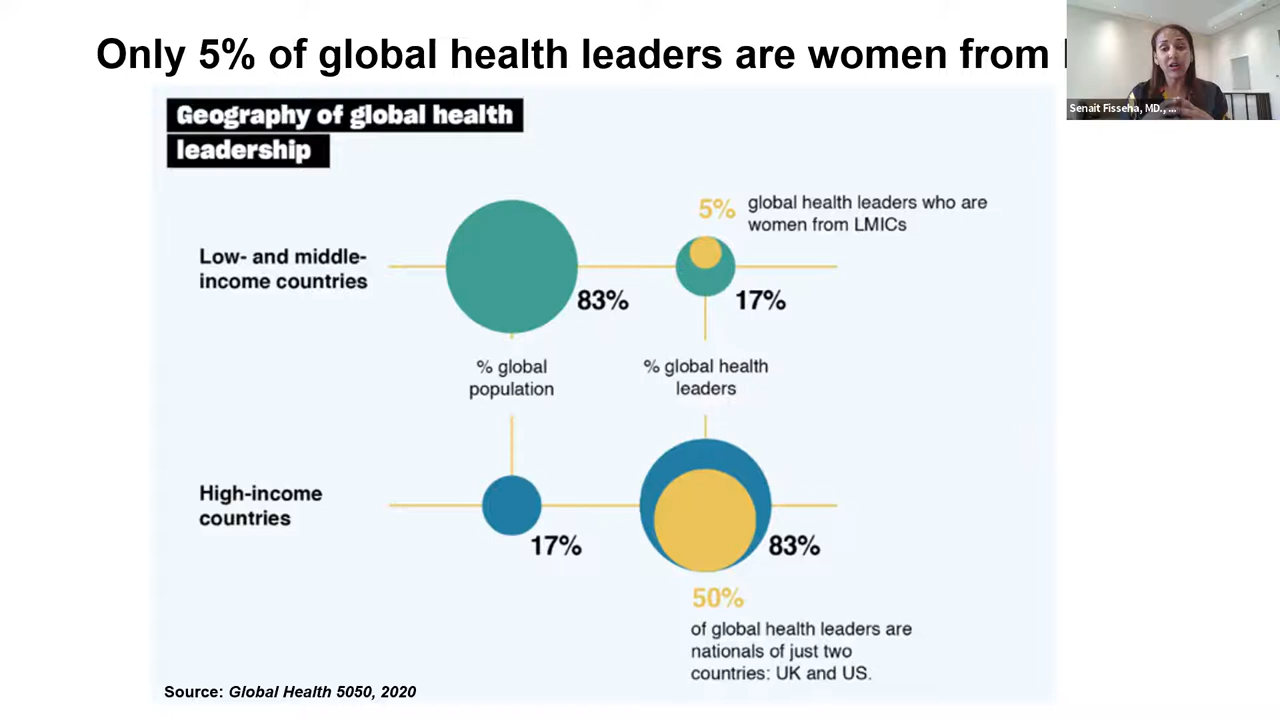 Only 5% of global health leaders are women from
Senait Fisseha, MD., ...
Geography of global health
leadership
5%
global health leaders who are
women from LMICs
Low- and middle-
income countries
83%
17%
% global
population
% global health
leaders
High-income
countries
17%
83%
50%
of global health leaders are
nationals of just two
countries: UK and US.
Source: Global Health 5050, 2020